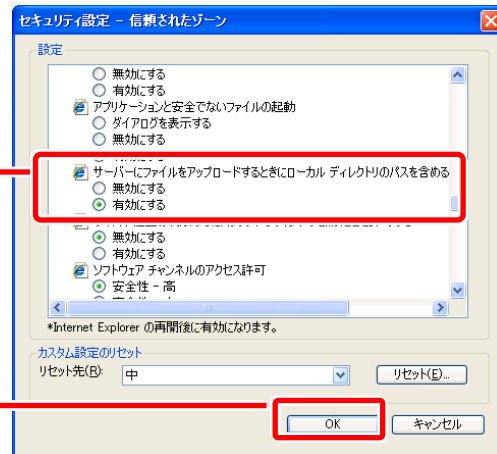 セキュリティ設定 - 信頼されたゾーン
設定
無効にする
有効にする
アプリケーションと安全でないファイルの起動
ダイアログを表示する
無効にする
サーバーにファイルをアップロードするときにローカル ディレクトリのパスを含める
無効にする
有効にする
無効にする
有効にする
ソフトウェア チャンネルのアクセス許可
安全性 - 高
*Internet Explorer の再開後に有効になります。
カスタム設定のリセット
リセット先(R):
中
リセット(E)...
OK
キャンセル